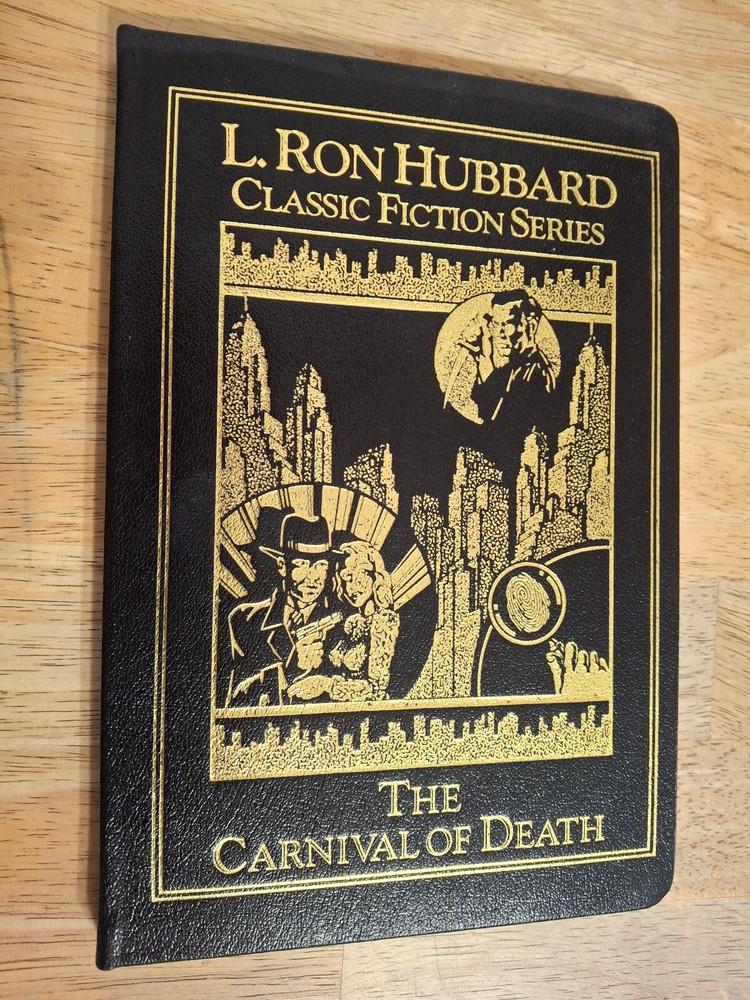 L. RON HUBBARD
CLASSIC FICTION SERIES
THE
CARNIVAL OF DEATH